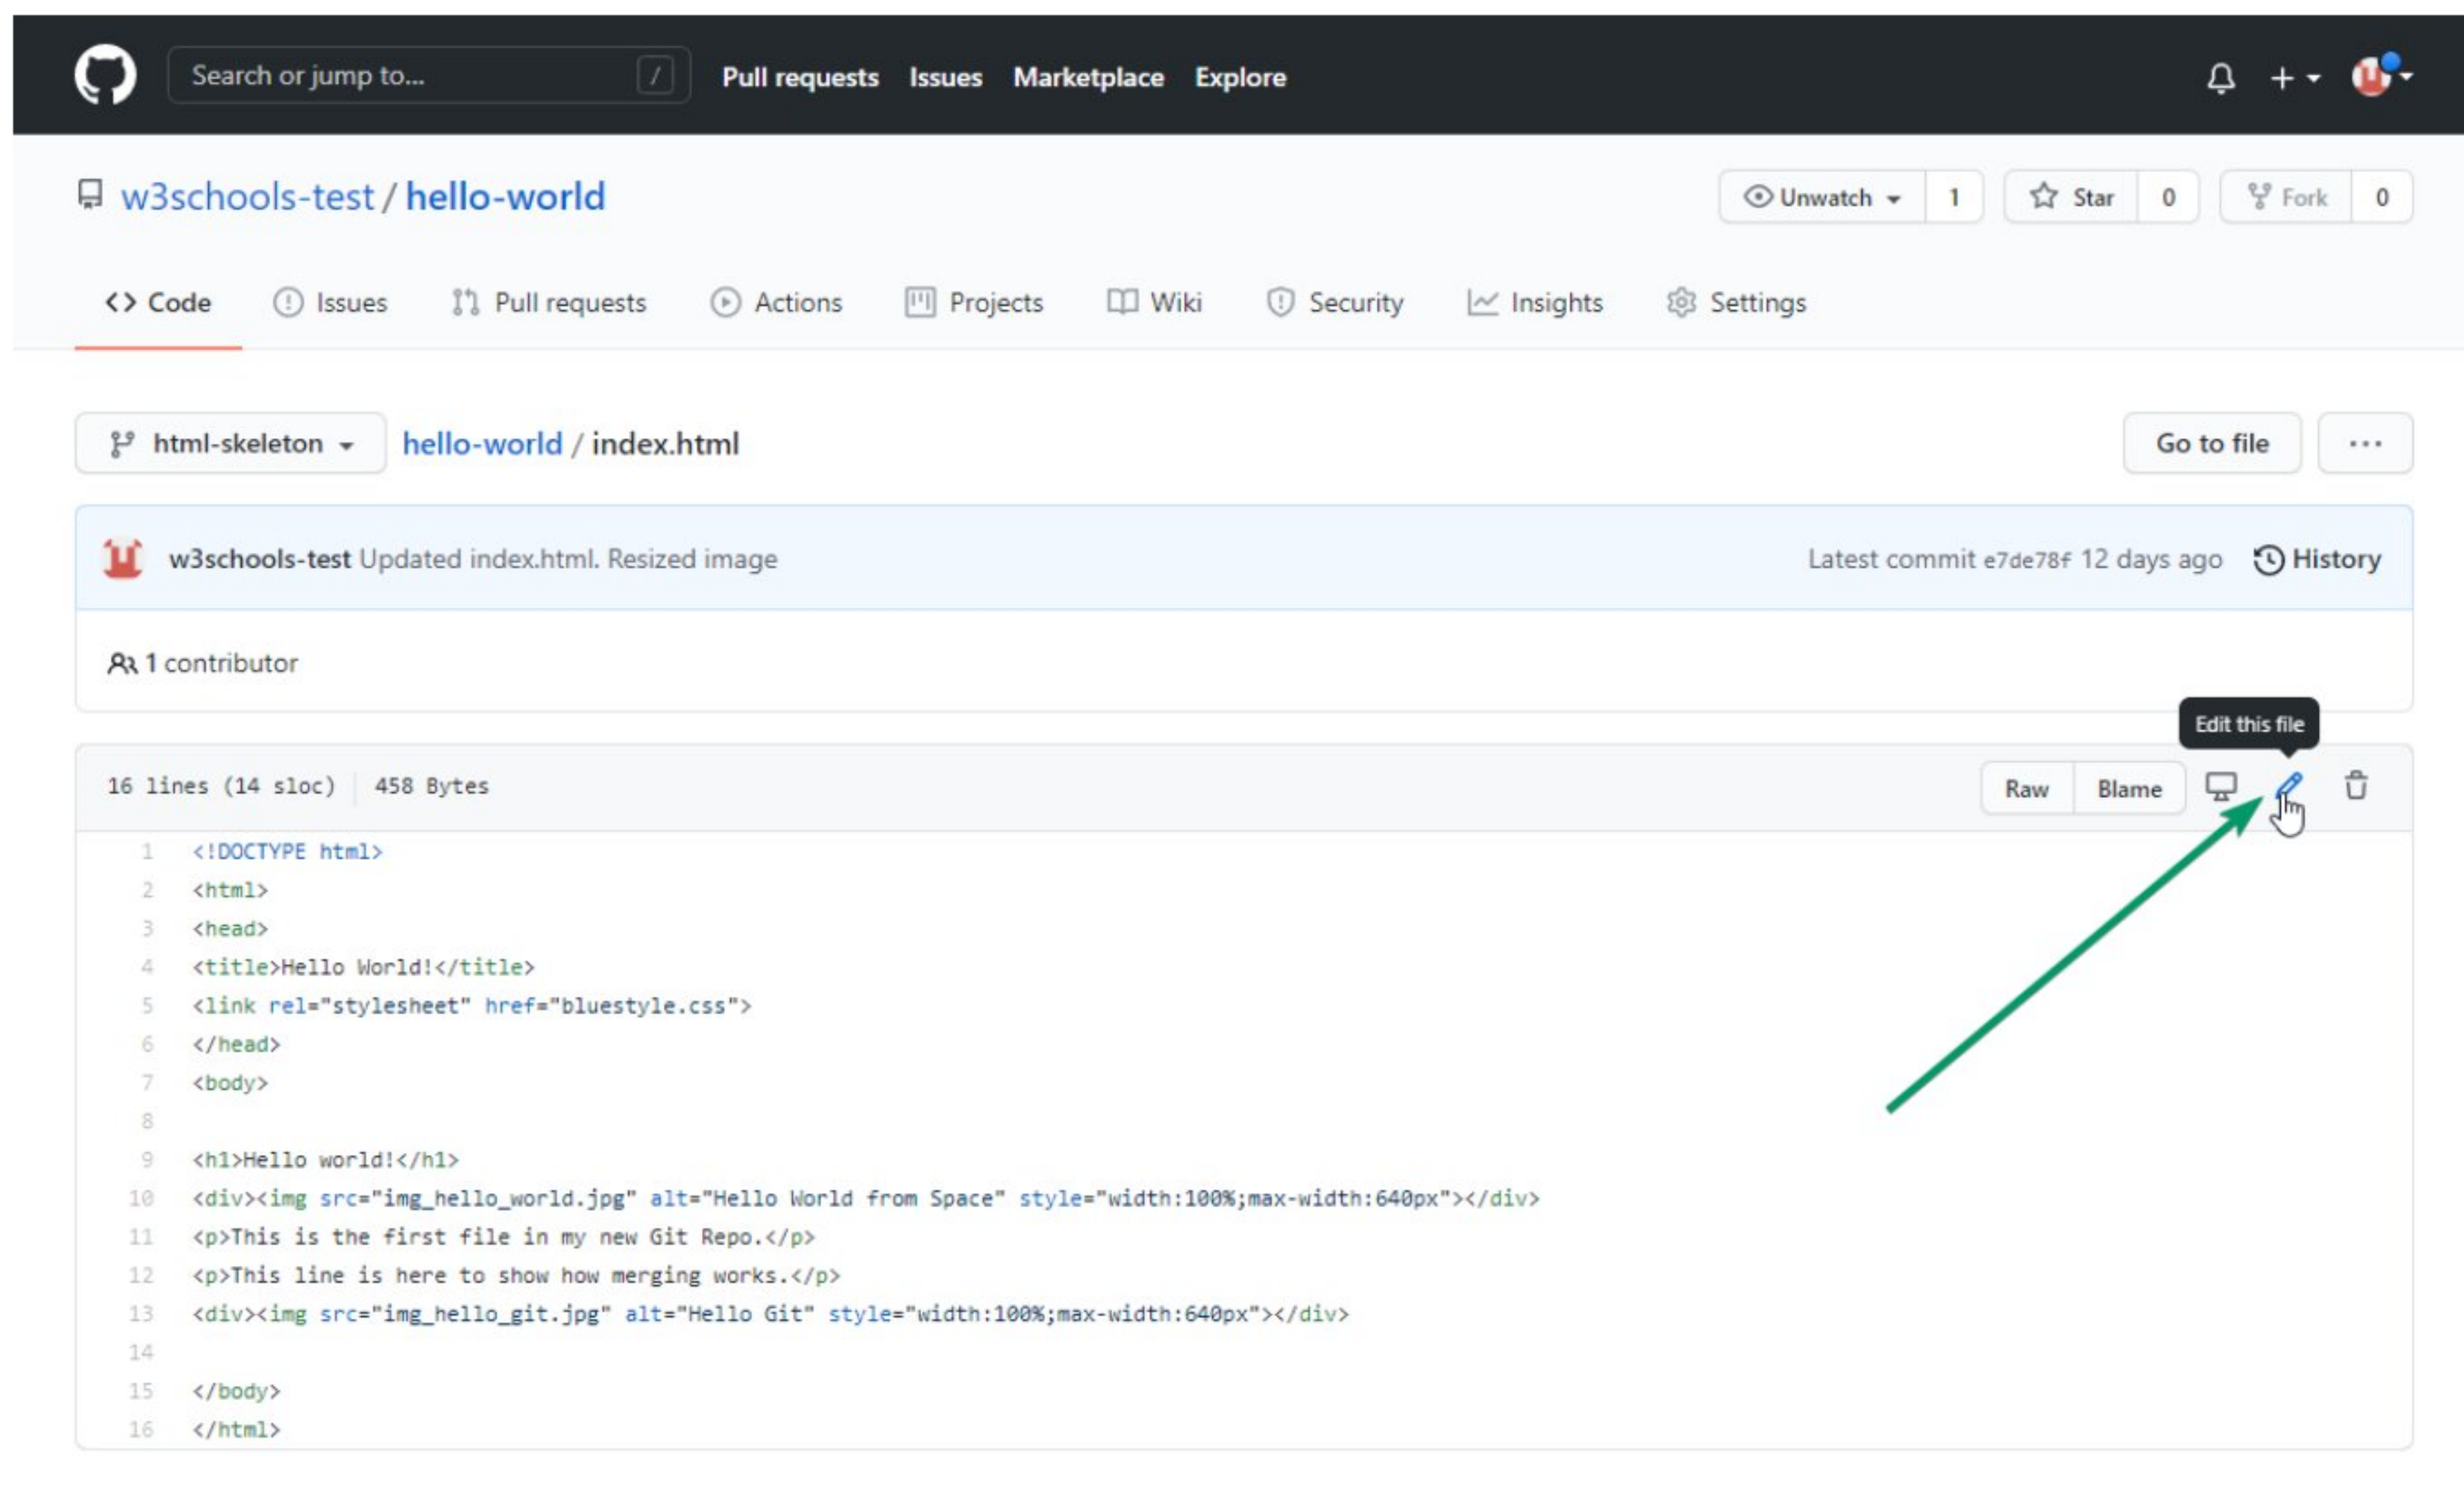 Search or jump to... / Pull requests Issues Marketplace Explore
w3schools-test / hello-world Unwatch 1 Star 0 Fork 0
<> Code Issues Pull requests Actions Projects Wiki Security Insights Settings
html-skeleton hello-world / index.html Go to file ...
w3schools-test Updated index.html. Resized image Latest commit e7de78f 12 days ago History
1 contributor
Edit this file
16 lines (14 sloc) 458 Bytes Raw Blame
1 <!DOCTYPE html>
2 <html>
3 <head>
4 <title>Hello World!</title>
5 <link rel="stylesheet" href="bluestyle.css">
6 </head>
7 <body>
8
9 <h1>Hello world!</h1>
10 <div><img src="img_hello_world.jpg" alt="Hello World from Space" style="width:100%;max-width:640px"></div>
11 <p>This is the first file in my new Git Repo.</p>
12 <p>This line is here to show how merging works.</p>
13 <div><img src="img_hello_git.jpg" alt="Hello Git" style="width:100%;max-width:640px"></div>
14
15 </body>
16 </html>